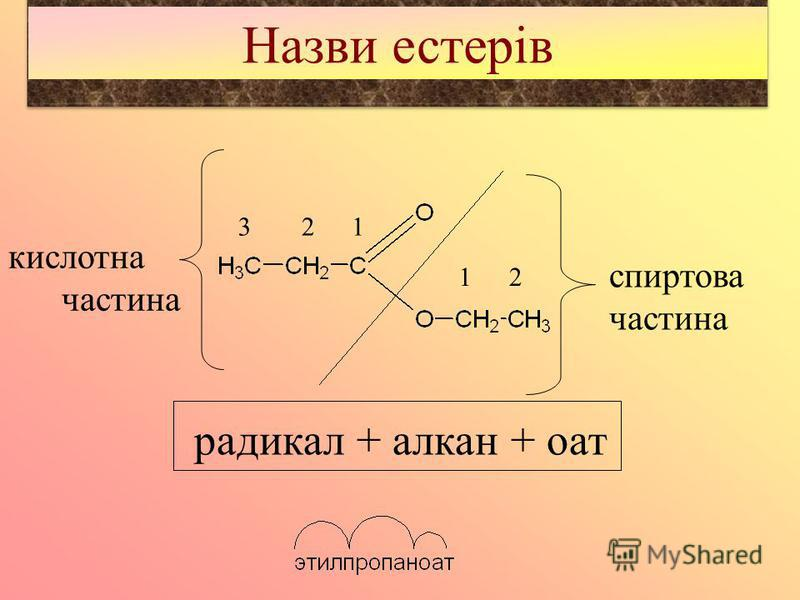 Назви естерів
3 2 1
O
кислотна
частина
H3C—CH2—C
1 2
спиртова
частина
O—CH2-CH3
радикал + алкан + оат
этилпропаноат
MyShared